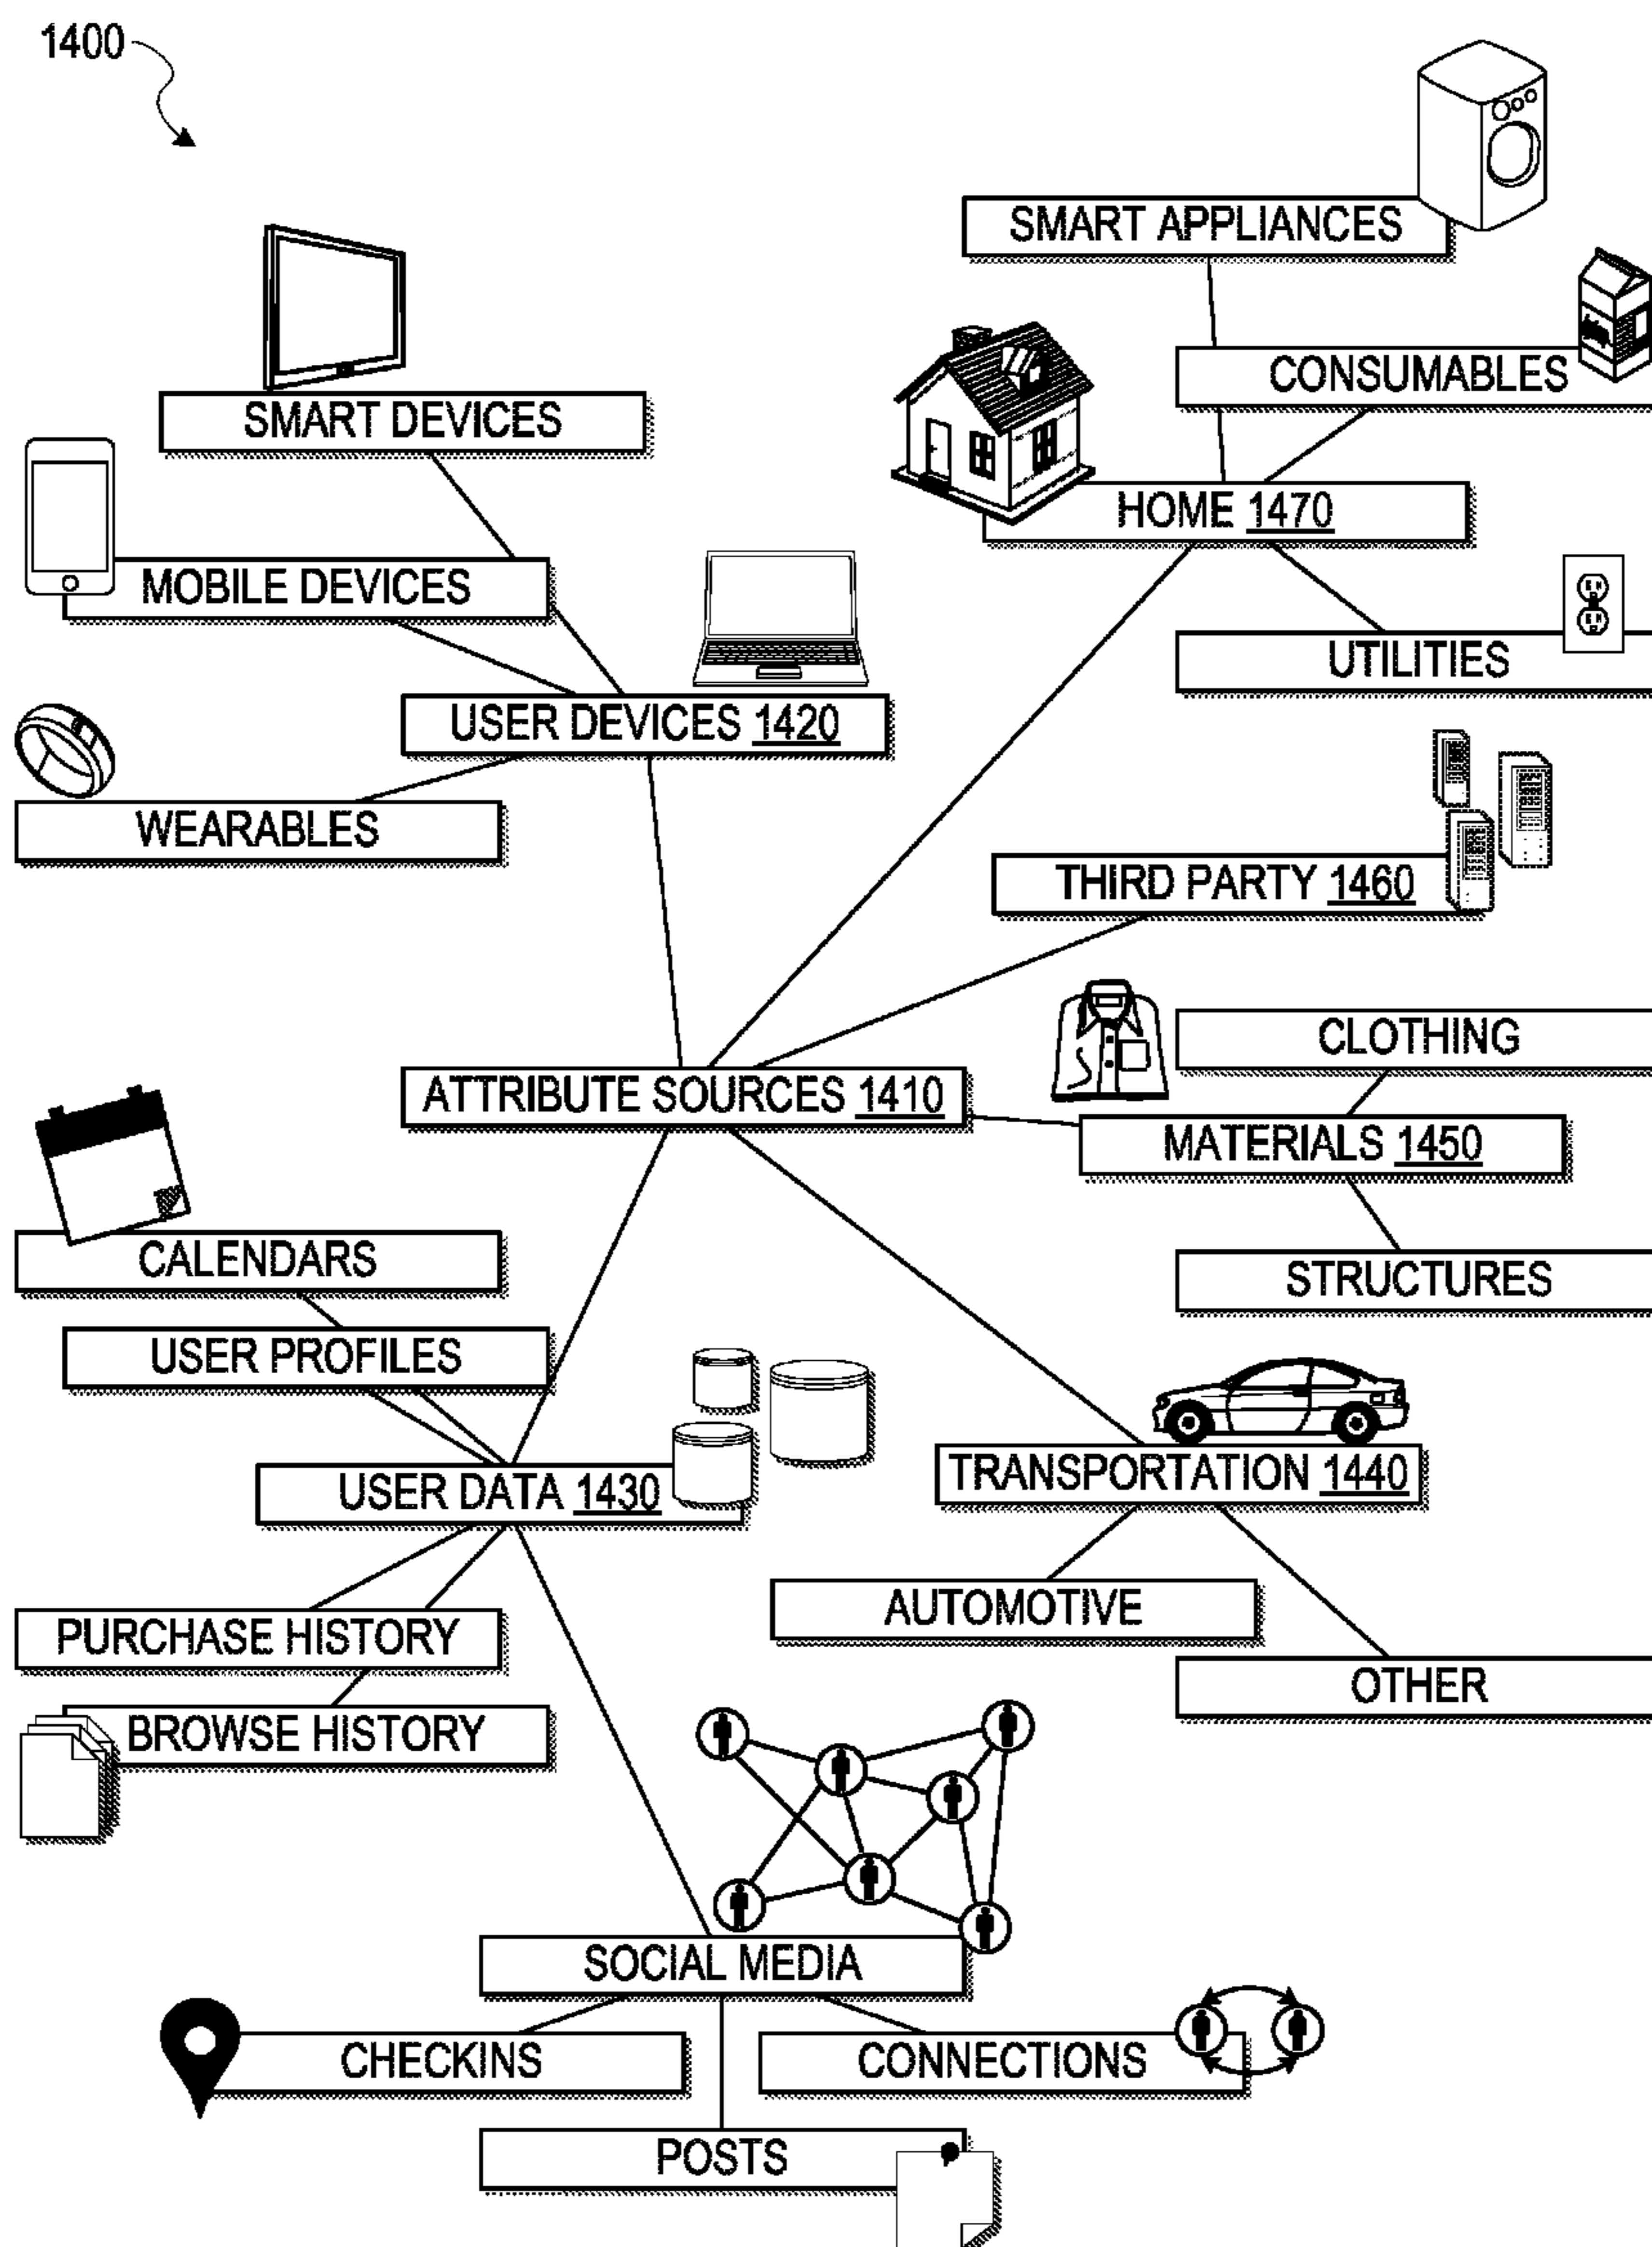 1400
SMART APPLIANCES
CONSUMABLES
SMART DEVICES
HOME 1470
MOBILE DEVICES
UTILITIES
USER DEVICES 1420
WEARABLES
THIRD PARTY 1460
CLOTHING
ATTRIBUTE SOURCES 1410
MATERIALS 1450
CALENDARS
STRUCTURES
USER PROFILES
TRANSPORTATION 1440
USER DATA 1430
AUTOMOTIVE
PURCHASE HISTORY
OTHER
BROWSE HISTORY
SOCIAL MEDIA
CHECKINS
CONNECTIONS
POSTS